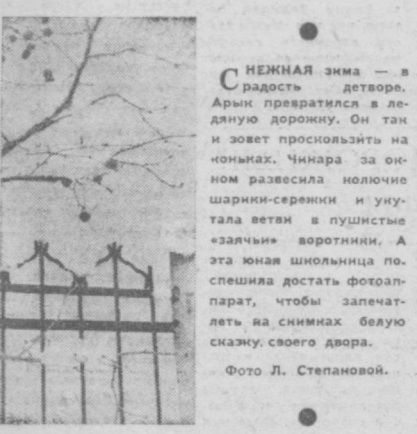 СНЕЖНАЯ зима — в
радость детворе.
Арык превратился в ле-
дяную дорожку. Он так
и зовет проскользить на
коньках. Чинара за ок-
ном развесила колючие
шарики-сережки и уку-
тала ветви в пушистые
«заячьи» воротники. А
эта юная школьница по-
спешила достать фотоап-
парат, чтобы запечат-
леть на снимках белую
сказку своего двора.
Фото Л. Степановой.